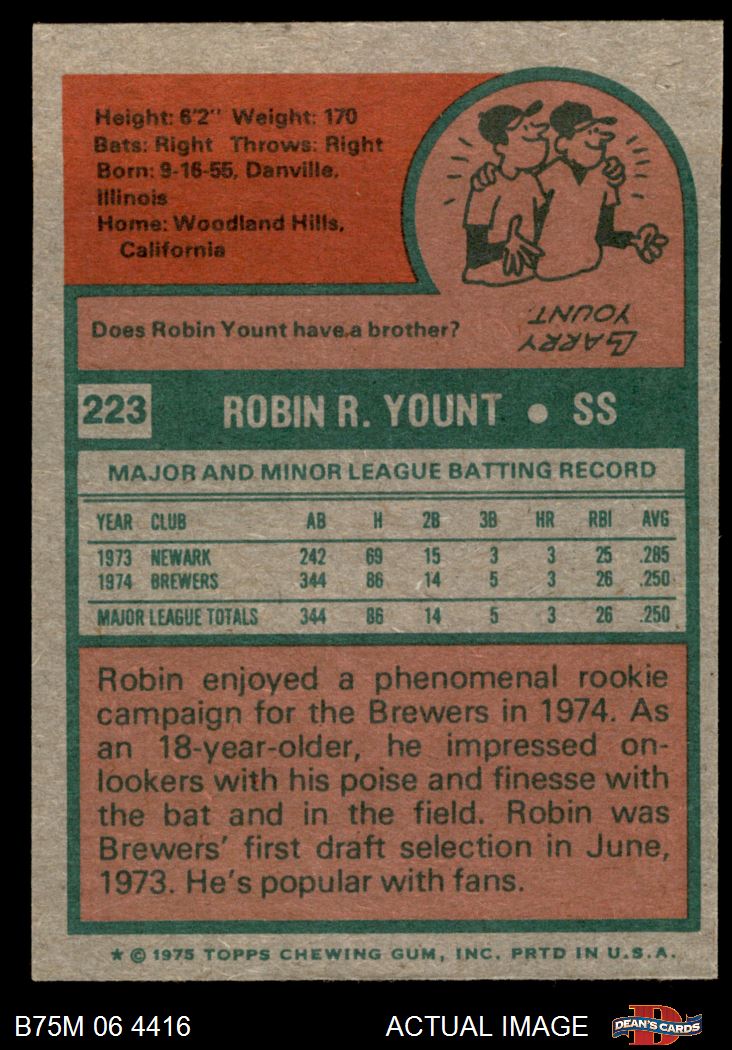 Height: 6'2" Weight: 170
Bats: Right Throws: Right
Born: 9-16-55, Danville,
Illinois
Home: Woodland Hills,
California
Does Robin Yount have a brother?
LARRY
YOUNT.
223 ROBIN R. YOUNT ● SS
MAJOR AND MINOR LEAGUE BATTING RECORD
YEAR CLUB AB H 2B 3B HR RBI AVG
1973 NEWARK 242 69 15 3 3 25 .285
1974 BREWERS 344 86 14 5 3 26 .250
MAJOR LEAGUE TOTALS 344 86 14 5 3 26 .250
Robin enjoyed a phenomenal rookie
campaign for the Brewers in 1974. As
an 18-year-older, he impressed on-
lookers with his poise and finesse with
the bat and in the field. Robin was
Brewers' first draft selection in June,
1973. He's popular with fans.
★ © 1975 TOPPS CHEWING GUM, INC. PRTD IN U.S.A.
B75M 06 4416 ACTUAL IMAGE D DEAN'S CARDS